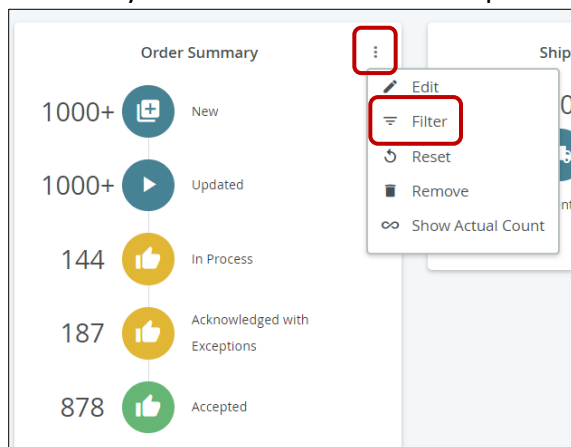 Order Summary
Ship
Edit
1000+ New
Filter
Reset
1000+ Updated
Remove
Show Actual Count
144 In Process
187 Acknowledged with
Exceptions
878 Accepted